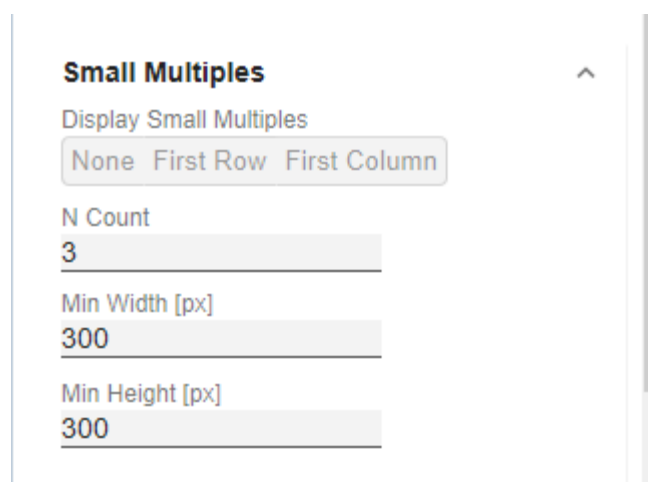 Small Multiples
Display Small Multiples
None First Row First Column
N Count
3
Min Width [px]
300
Min Height [px]
300